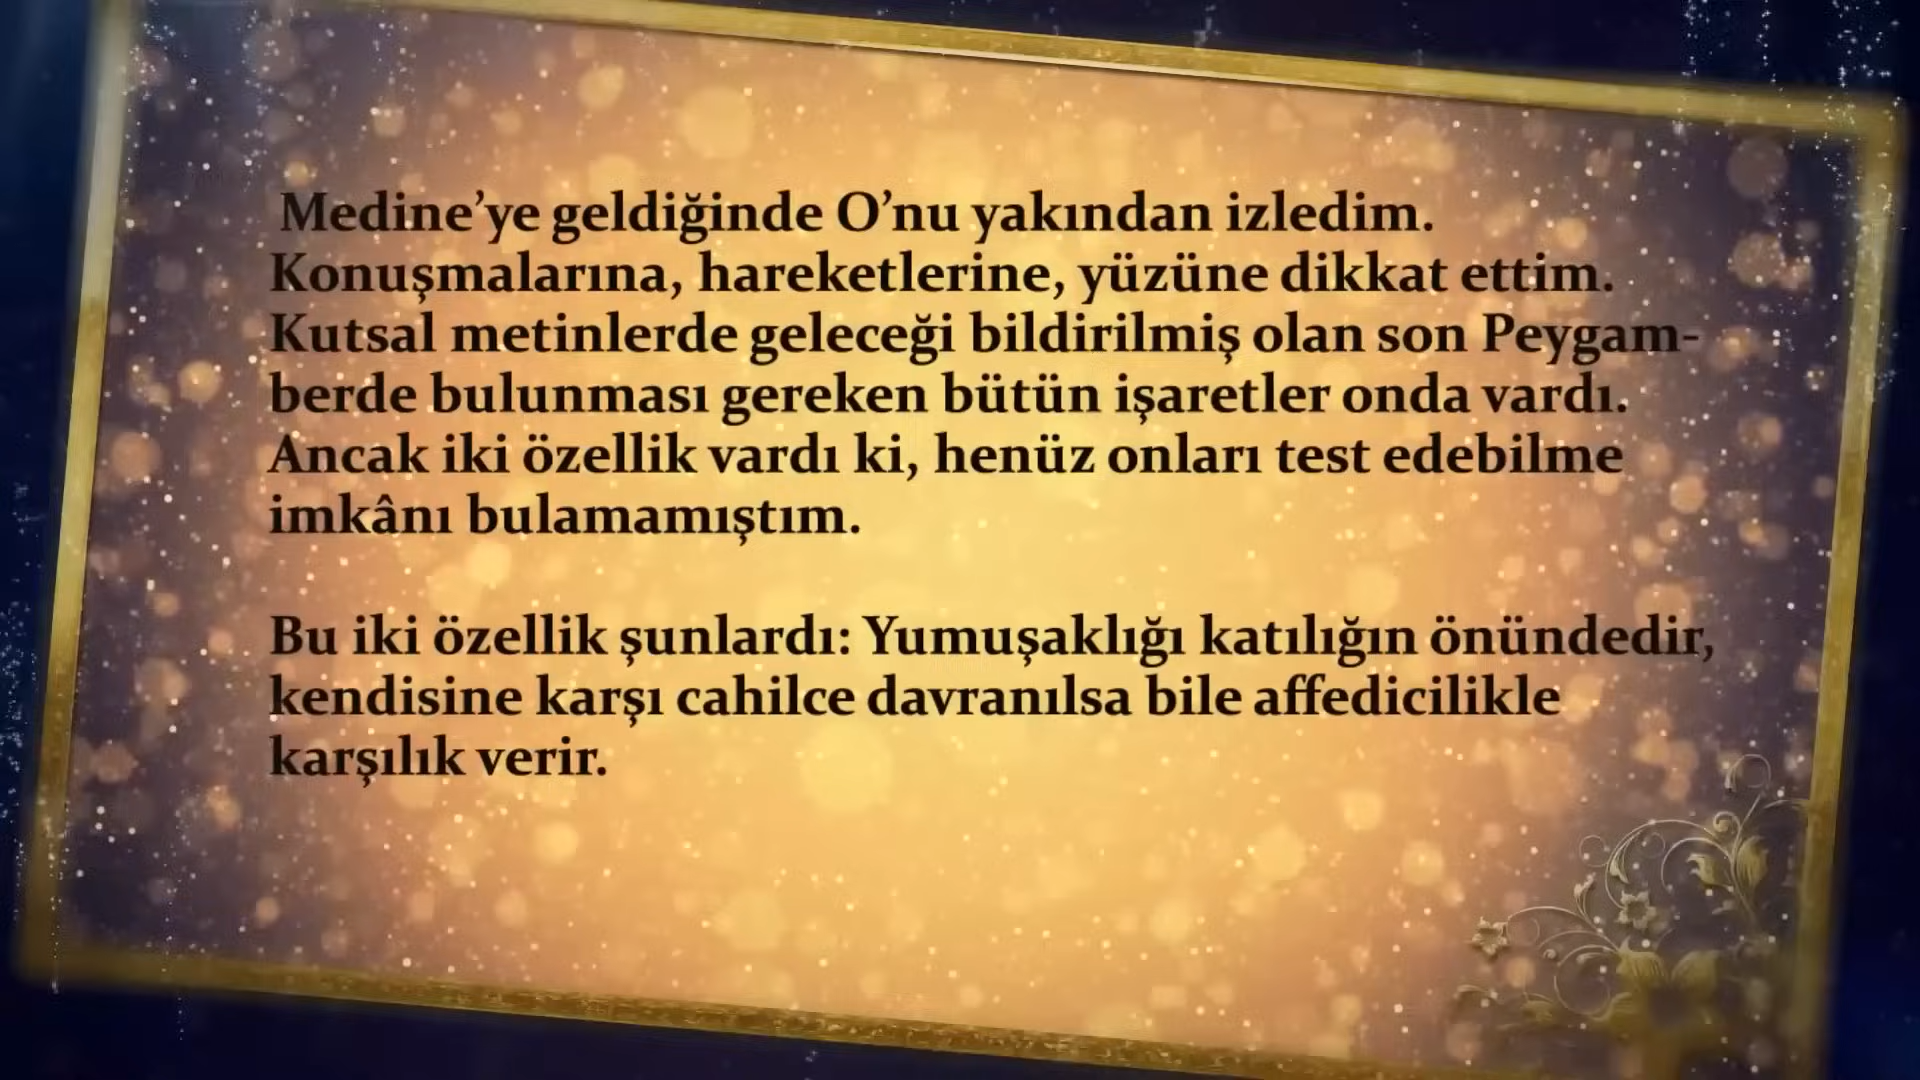 Medine’ye geldiğinde O’nu yakından izledim.
Konuşmalarına, hareketlerine, yüzüne dikkat ettim.
Kutsal metinlerde geleceği bildirilmiş olan son Peygam-
berde bulunması gereken bütün işaretler onda vardı.
Ancak iki özellik vardı ki, henüz onları test edebilme
imkânı bulamamıştım.
Bu iki özellik şunlardı: Yumuşaklığı katılığın önündedir,
kendisine karşı cahilce davranılsa bile affedicilikle
karşılık verir.